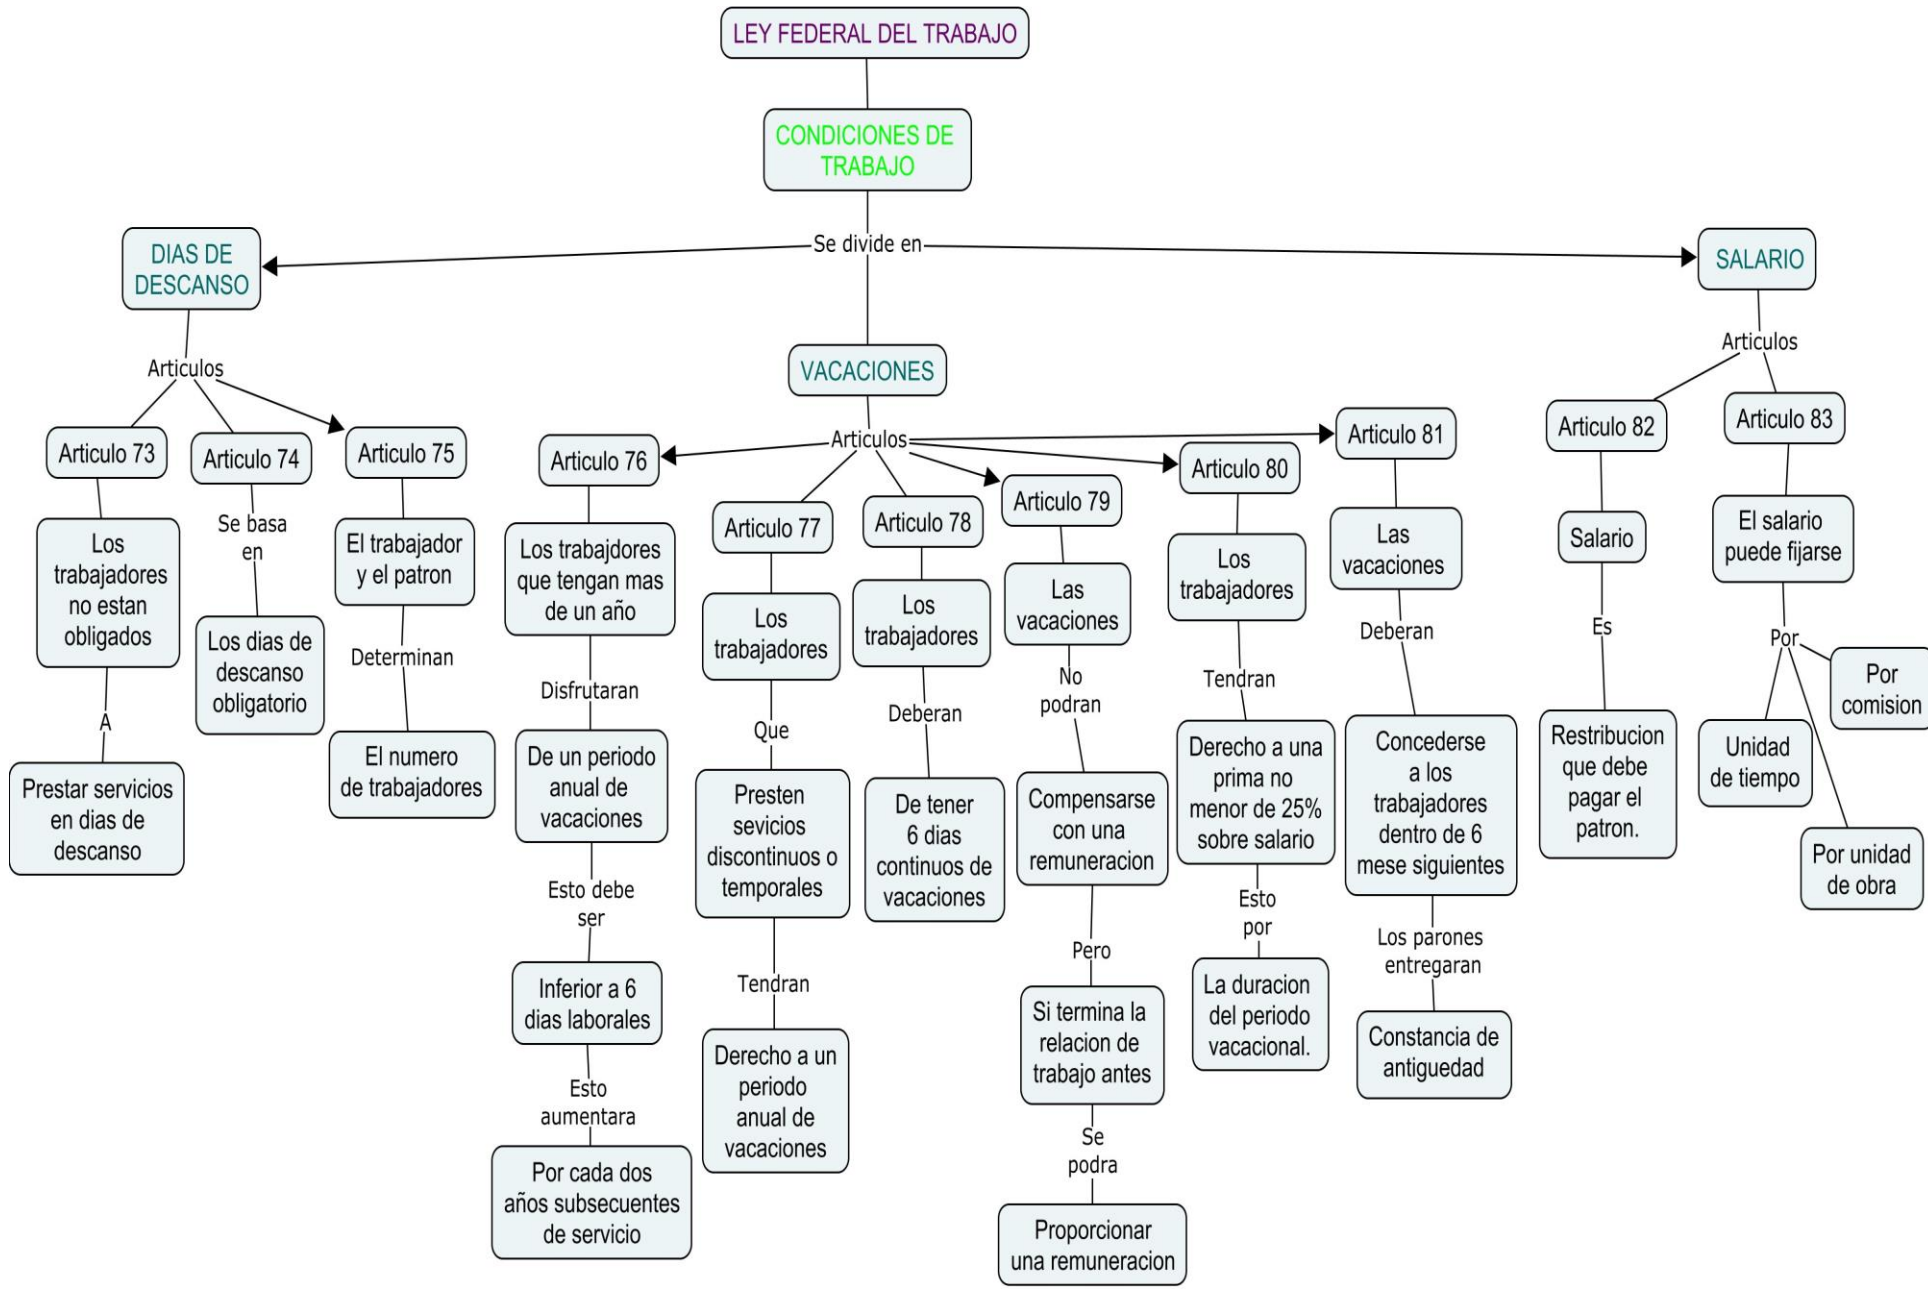 LEY FEDERAL DEL TRABAJO
CONDICIONES DE
TRABAJO
Se divide en
DIAS DE
DESCANSO
Articulos
Articulo 73
Los
trabajadores
no estan
obligados
A
Prestar servicios
en dias de
descanso
Articulo 74
Se basa
en
Los dias de
descanso
obligatorio
Articulo 75
El trabajador
y el patron
Determinan
El numero
de trabajadores
VACACIONES
Articulos
Articulo 76
Los trabajdores
que tengan mas
de un año
Disfrutaran
De un periodo
anual de
vacaciones
Esto debe
ser
Inferior a 6
dias laborales
Esto
aumentara
Por cada dos
años subsecuentes
de servicio
Articulo 77
Los
trabajadores
Que
Presten
sevicios
discontinuos o
temporales
Tendran
Derecho a un
periodo
anual de
vacaciones
Articulo 78
Los
trabajadores
Deberan
De tener
6 dias
continuos de
vacaciones
Articulo 79
Las
vacaciones
No
podran
Compensarse
con una
remuneracion
Pero
Si termina la
relacion de
trabajo antes
Se
podra
Proporcionar
una remuneracion
Articulo 80
Los
trabajadores
Tendran
Derecho a una
prima no
menor de 25%
sobre salario
Esto
por
La duracion
del periodo
vacacional.
Articulo 81
Las
vacaciones
Deberan
Concederse
a los
trabajadores
dentro de 6
mese siguientes
Los parones
entregaran
Constancia de
antiguedad
SALARIO
Articulos
Articulo 82
Salario
Es
Restribucion
que debe
pagar el
patron.
Articulo 83
El salario
puede fijarse
Por
Unidad
de tiempo
Por unidad
de obra
Por
comision